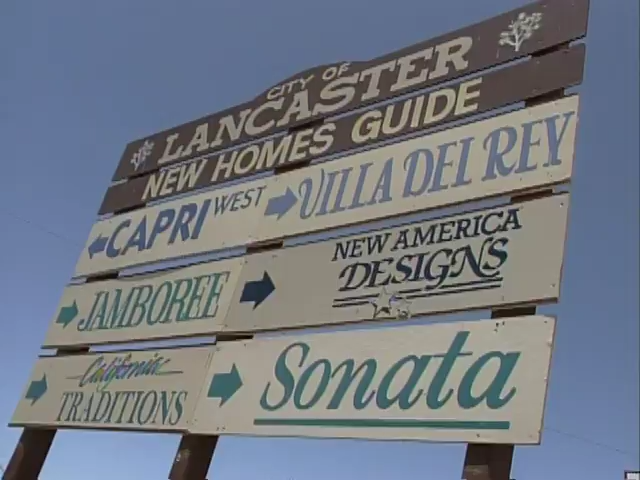 CITY OF
LANCASTER
NEW HOMES GUIDE
CAPRI WEST
VILLA DEL REY
JAMBOREE
NEW AMERICA
DESIGNS
California
TRADITIONS
Sonata